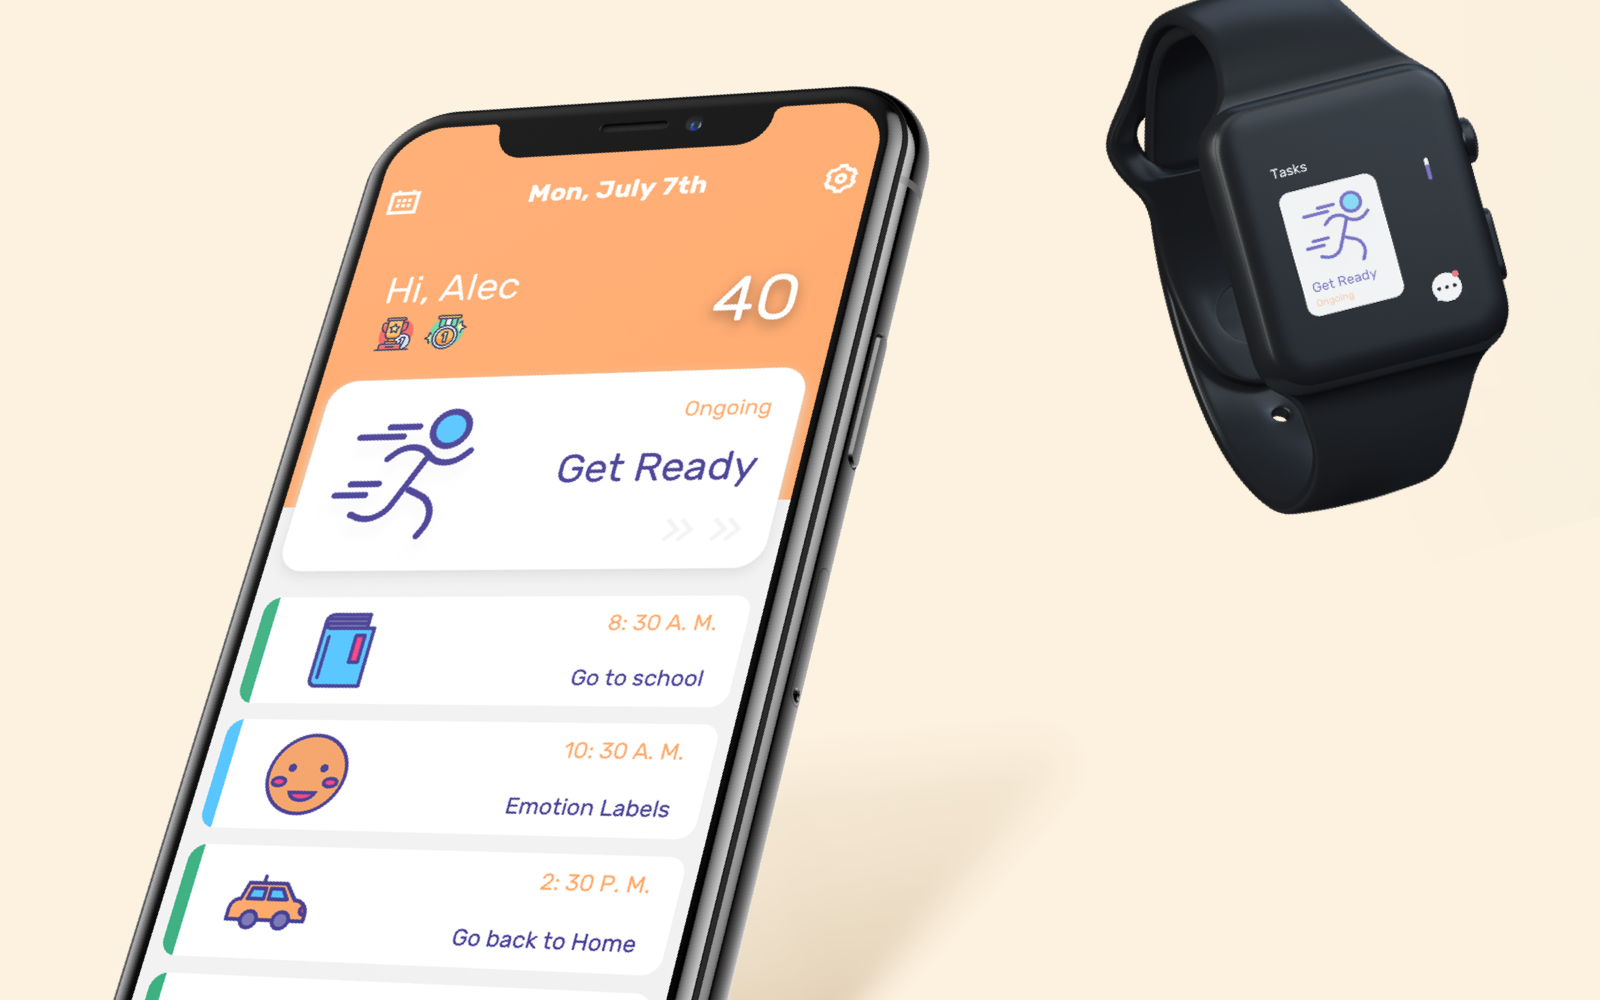 Mon, July 7th
Hi, Alec
40
Ongoing
Get Ready
8: 30 A. M.
Go to school
10: 30 A. M.
Emotion Labels
2: 30 P. M.
Go back to Home
Tasks
Get Ready
Ongoing